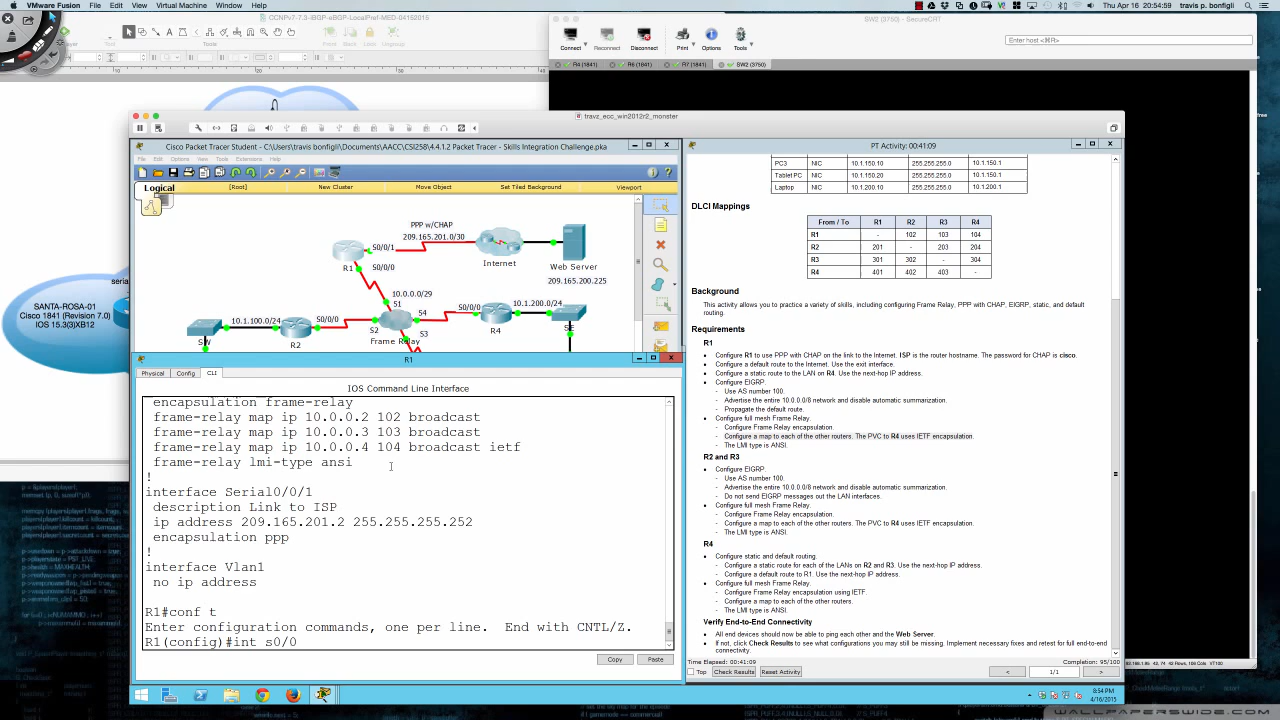 VMware Fusion File Edit View Virtual Machine Window Help
Thu Apr 16 20:54:59 travis p. bonfigli
CCNPv7-7.3-iBGP-eBGP-LocalPref-MED-04152015
SW2 (3750) — SecureCRT
Connect Reconnect Disconnect Print Options Tools
Enter host <⌘R>
R4 (1841) R6 (1841) R7 (1841) SW2 (3750)
travz_ecc_win2012r2_monster
Cisco Packet Tracer Student - C:\Users\travis bonfigli\Documents\AACC\CSI258\4.4.1.2 Packet Tracer - Skills Integration Challenge.pka
File Edit Options View Tools Extensions Help
Logical [Root] New Cluster Move Object Set Tiled Background Viewport
PPP w/CHAP
209.165.201.0/30
S0/0/1
R1
S0/0/0
Internet
Web Server
209.165.200.225
10.0.0.0/29
S1
10.1.100.0/24
S0/0/0
S2
S4
S0/0/0
10.1.200.0/24
SW
R2
Frame Relay
S3
R4
SANTA-ROSA-01
Cisco 1841 (Revision 7.0)
IOS 15.3(3)XB12
R1
Physical Config CLI
IOS Command Line Interface
encapsulation frame-relay
frame-relay map ip 10.0.0.2 102 broadcast
frame-relay map ip 10.0.0.3 103 broadcast
frame-relay map ip 10.0.0.4 104 broadcast ietf
frame-relay lmi-type ansi
!
interface Serial0/0/1
description Link to ISP
ip address 209.165.201.2 255.255.255.252
encapsulation ppp
!
interface Vlan1
no ip address
R1#conf t
Enter configuration commands, one per line. End with CNTL/Z.
R1(config)#int s0/0
Copy Paste
PT Activity: 00:41:09
PC3 NIC 10.1.150.10 255.255.255.0 10.1.150.1
Tablet PC NIC 10.1.150.20 255.255.255.0 10.1.150.1
Laptop NIC 10.1.200.10 255.255.255.0 10.1.200.1
DLCI Mappings
From / To R1 R2 R3 R4
R1 - 102 103 104
R2 201 - 203 204
R3 301 302 - 304
R4 401 402 403 -
Background
This activity allows you to practice a variety of skills, including configuring Frame Relay, PPP with CHAP, EIGRP, static, and default
routing.
Requirements
R1
• Configure R1 to use PPP with CHAP on the link to the Internet. ISP is the router hostname. The password for CHAP is cisco.
• Configure a default route to the Internet. Use the exit interface.
• Configure a static route to the LAN on R4. Use the next-hop IP address.
• Configure EIGRP.
- Use AS number 100.
- Advertise the entire 10.0.0.0/8 network and disable automatic summarization.
- Propagate the default route.
• Configure full mesh Frame Relay.
- Configure Frame Relay encapsulation.
- Configure a map to each of the other routers. The PVC to R4 uses IETF encapsulation.
- The LMI type is ANSI.
R2 and R3
• Configure EIGRP.
- Use AS number 100.
- Advertise the entire 10.0.0.0/8 network and disable automatic summarization.
- Do not send EIGRP messages out the LAN interfaces.
• Configure full mesh Frame Relay.
- Configure Frame Relay encapsulation.
- Configure a map to each of the other routers. The PVC to R4 uses IETF encapsulation.
- The LMI type is ANSI.
R4
• Configure static and default routing.
- Configure a static route for each of the LANs on R2 and R3. Use the next-hop IP address.
- Configure a default route to R1. Use the next-hop IP address.
• Configure full mesh Frame Relay.
- Configure Frame Relay encapsulation using IETF.
- Configure a map to each of the other routers.
- The LMI type is ANSI.
Verify End-to-End Connectivity
• All end devices should now be able to ping each other and the Web Server.
• If not, click Check Results to see what configurations you may still be missing. Implement necessary fixes and retest for full end-to-end
connectivity.
Time Elapsed: 00:41:09 Completion: 95/100
Top Check Results Reset Activity < 1/1 >
8:54 PM
4/16/2015
WALLPAPERSWIDE.COM